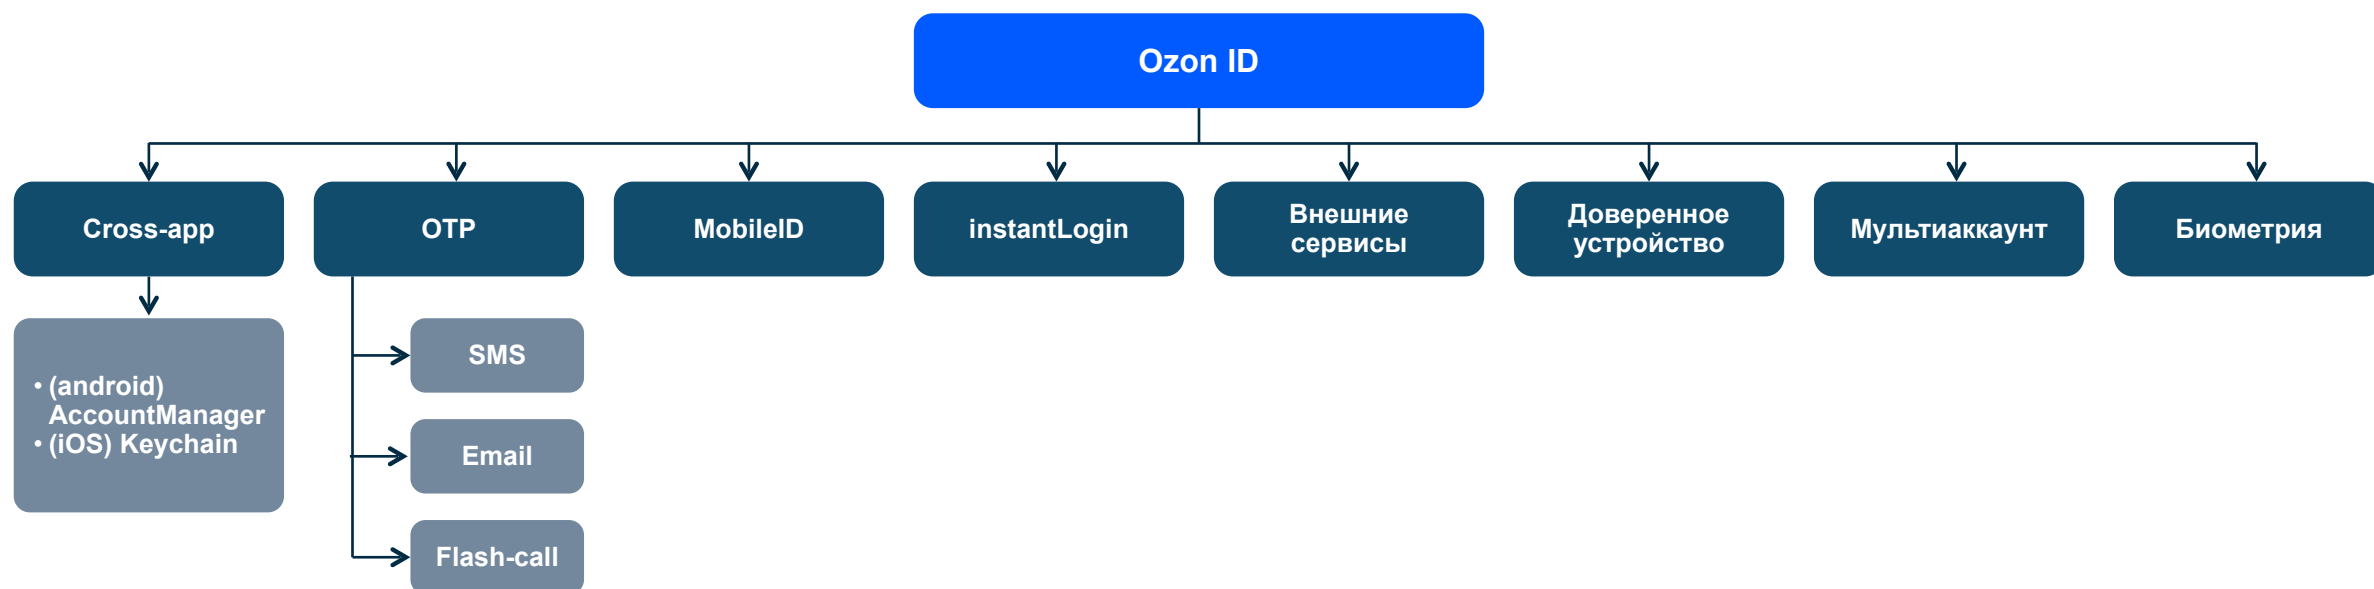 Ozon ID
Cross-app
OTP
MobileID
instantLogin
Внешние
сервисы
Доверенное
устройство
Мультиаккаунт
Биометрия
• (android)
AccountManager
• (iOS) Keychain
SMS
Email
Flash-call